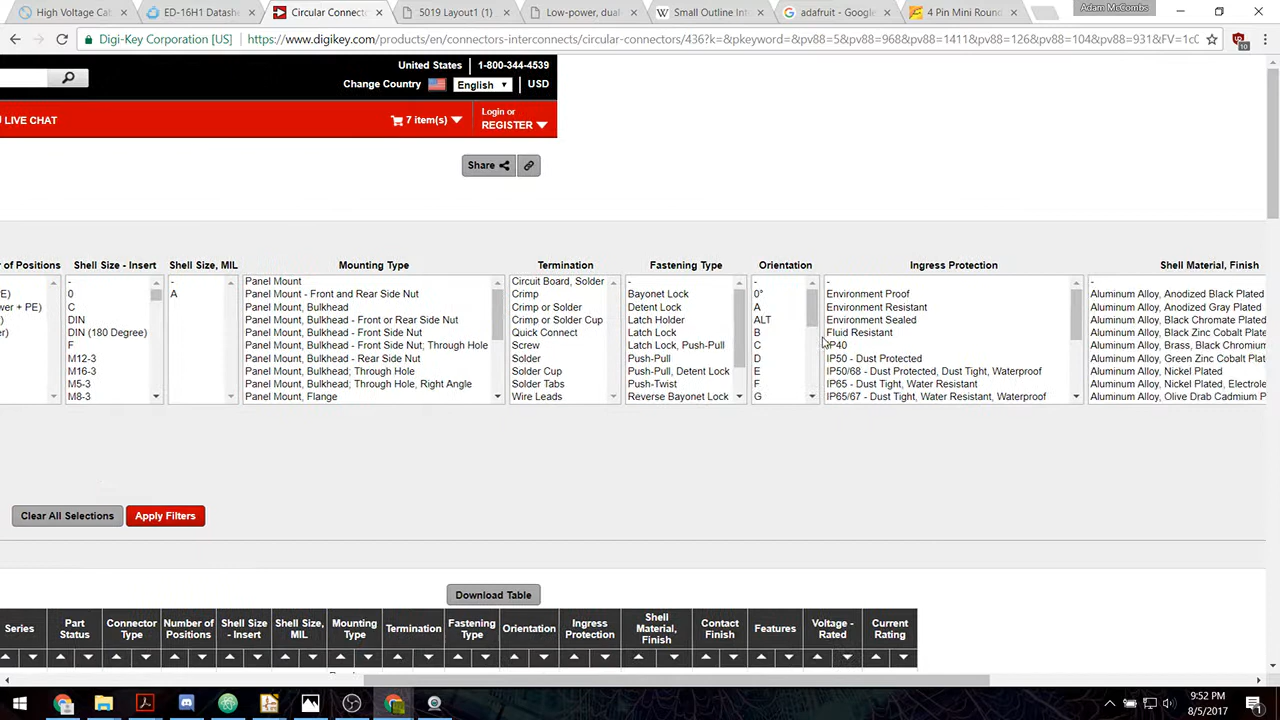 Adam McCombs
High Voltage Cal
ED-16H1 Datashe
Circular Connect
5019 Layout1 (1)
Low-power, dual
Small Outline Int
adafruit - Google
4 Pin Mini Round
Digi-Key Corporation [US]
https://www.digikey.com/products/en/connectors-interconnects/circular-connectors/436?k=&pkeyword=&pv88=5&pv88=968&pv88=1411&pv88=126&pv88=104&pv88=931&FV=1c0
10
United States
1-800-344-4539
Change Country
English
USD
LIVE CHAT
7 item(s)
Login or
REGISTER
Share
r of Positions
Shell Size - Insert
Shell Size, MIL
Mounting Type
Termination
Fastening Type
Orientation
Ingress Protection
Shell Material, Finish
PE)
wer + PE)
er)
-
0
C
DIN
DIN (180 Degree)
F
M12-3
M16-3
M5-3
M8-3
-
A
Panel Mount
Panel Mount - Front and Rear Side Nut
Panel Mount, Bulkhead
Panel Mount, Bulkhead - Front or Rear Side Nut
Panel Mount, Bulkhead - Front Side Nut
Panel Mount, Bulkhead - Front Side Nut; Through Hole
Panel Mount, Bulkhead - Rear Side Nut
Panel Mount, Bulkhead; Through Hole
Panel Mount, Bulkhead; Through Hole, Right Angle
Panel Mount, Flange
Circuit Board, Solder
Crimp
Crimp or Solder
Crimp or Solder Cup
Quick Connect
Screw
Solder
Solder Cup
Solder Tabs
Wire Leads
-
Bayonet Lock
Detent Lock
Latch Holder
Latch Lock
Latch Lock, Push-Pull
Push-Pull
Push-Pull, Detent Lock
Push-Twist
Reverse Bayonet Lock
-
0°
A
ALT
B
C
D
E
F
G
-
Environment Proof
Environment Resistant
Environment Sealed
Fluid Resistant
IP40
IP50 - Dust Protected
IP50/68 - Dust Protected, Dust Tight, Waterproof
IP65 - Dust Tight, Water Resistant
IP65/67 - Dust Tight, Water Resistant, Waterproof
-
Aluminum Alloy, Anodized Black Plated
Aluminum Alloy, Anodized Gray Plated
Aluminum Alloy, Black Chromate Plated
Aluminum Alloy, Black Zinc Cobalt Plate
Aluminum Alloy, Brass, Black Chromium
Aluminum Alloy, Green Zinc Cobalt Plat
Aluminum Alloy, Nickel Plated
Aluminum Alloy, Nickel Plated, Electrole
Aluminum Alloy, Olive Drab Cadmium P
Clear All Selections
Apply Filters
Download Table
Series
Part Status
Connector Type
Number of Positions
Shell Size - Insert
Shell Size, MIL
Mounting Type
Termination
Fastening Type
Orientation
Ingress Protection
Shell Material, Finish
Contact Finish
Features
Voltage - Rated
Current Rating
9:52 PM
8/5/2017
1